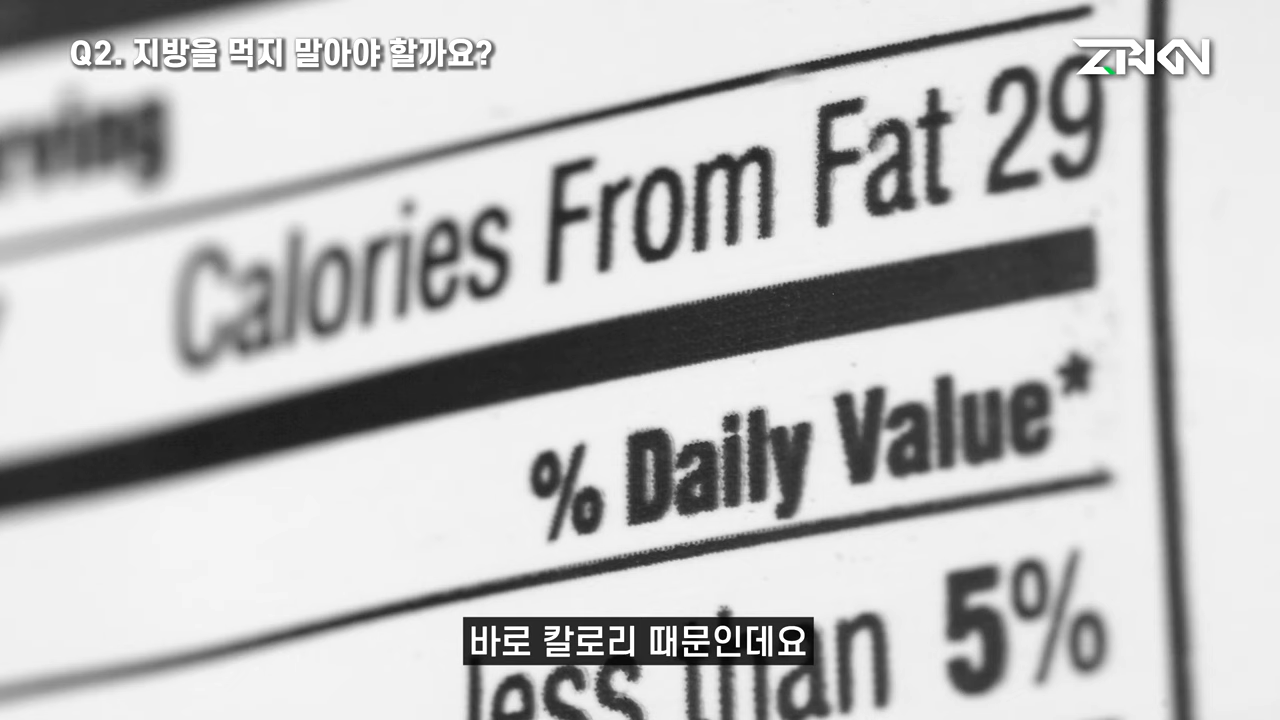 Q2. 지방을 먹지 말아야 할까요?
ZRKN
Calories From Fat 29
% Daily Value*
less than 5%
바로 칼로리 때문인데요